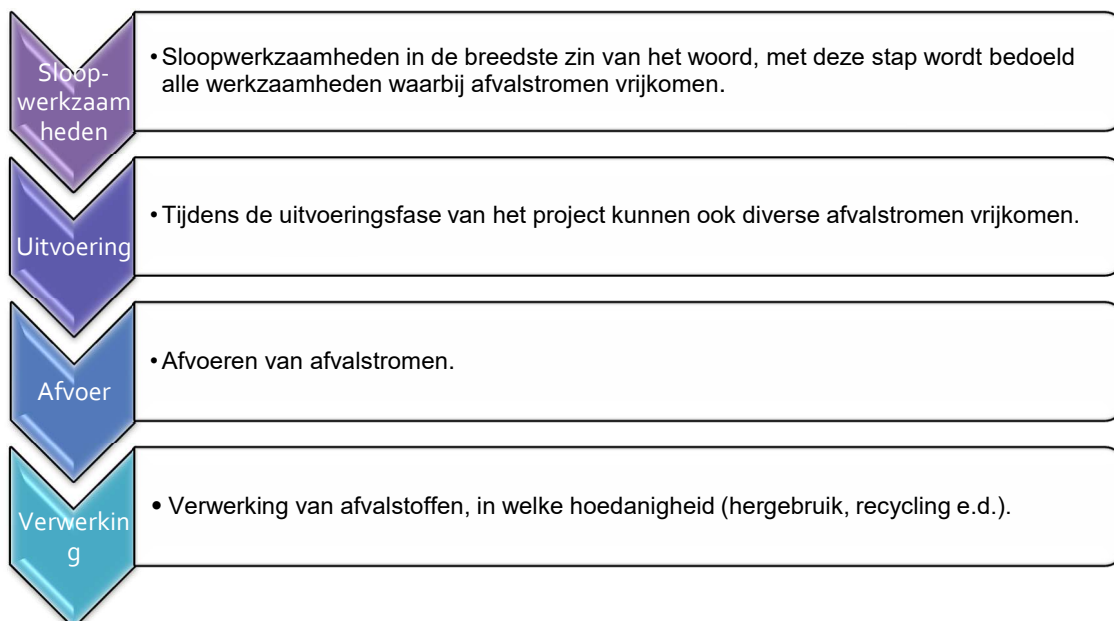 Sloop-
werkzaam
heden
• Sloopwerkzaamheden in de breedste zin van het woord, met deze stap wordt bedoeld
alle werkzaamheden waarbij afvalstromen vrijkomen.
Uitvoering
• Tijdens de uitvoeringsfase van het project kunnen ook diverse afvalstromen vrijkomen.
Afvoer
• Afvoeren van afvalstromen.
Verwerkin
g
• Verwerking van afvalstoffen, in welke hoedanigheid (hergebruik, recycling e.d.).